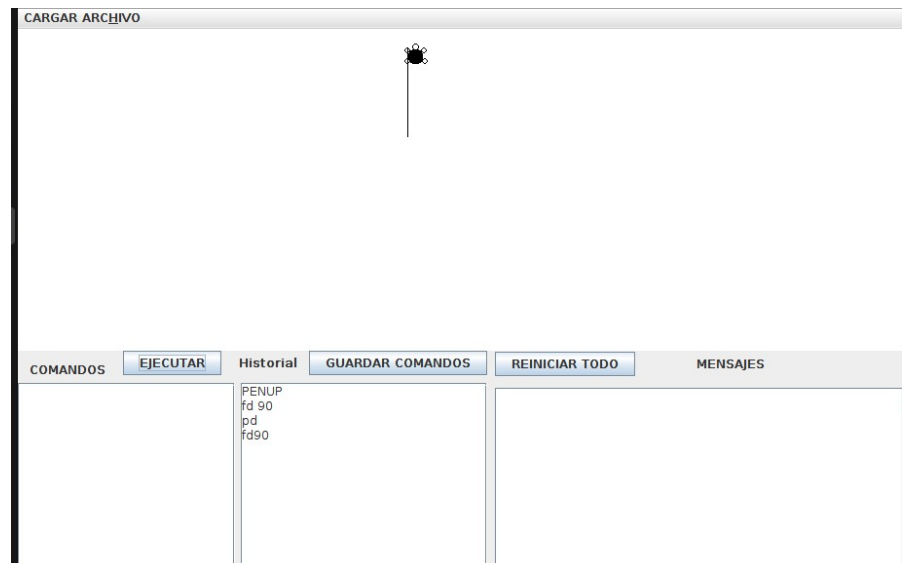 CARGAR ARCHIVO
COMANDOS
EJECUTAR
Historial
GUARDAR COMANDOS
REINICIAR TODO
MENSAJES
PENUP
fd 90
pd
fd90